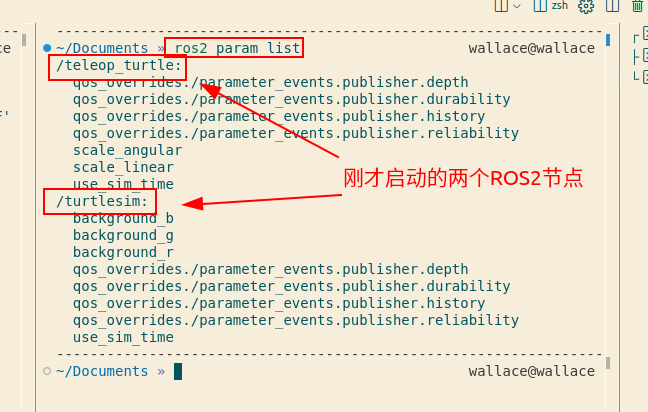 zsh
~/Documents » ros2 param list wallace@wallace
ace
/teleop_turtle:
qos_overrides./parameter_events.publisher.depth
qos_overrides./parameter_events.publisher.durability
f' qos_overrides./parameter_events.publisher.history
qos_overrides./parameter_events.publisher.reliability
scale_angular
scale_linear
use_sim_time
刚才启动的两个ROS2节点
/turtlesim:
background_b
background_g
background_r
qos_overrides./parameter_events.publisher.depth
qos_overrides./parameter_events.publisher.durability
qos_overrides./parameter_events.publisher.history
qos_overrides./parameter_events.publisher.reliability
use_sim_time
~/Documents » wallace@wallace